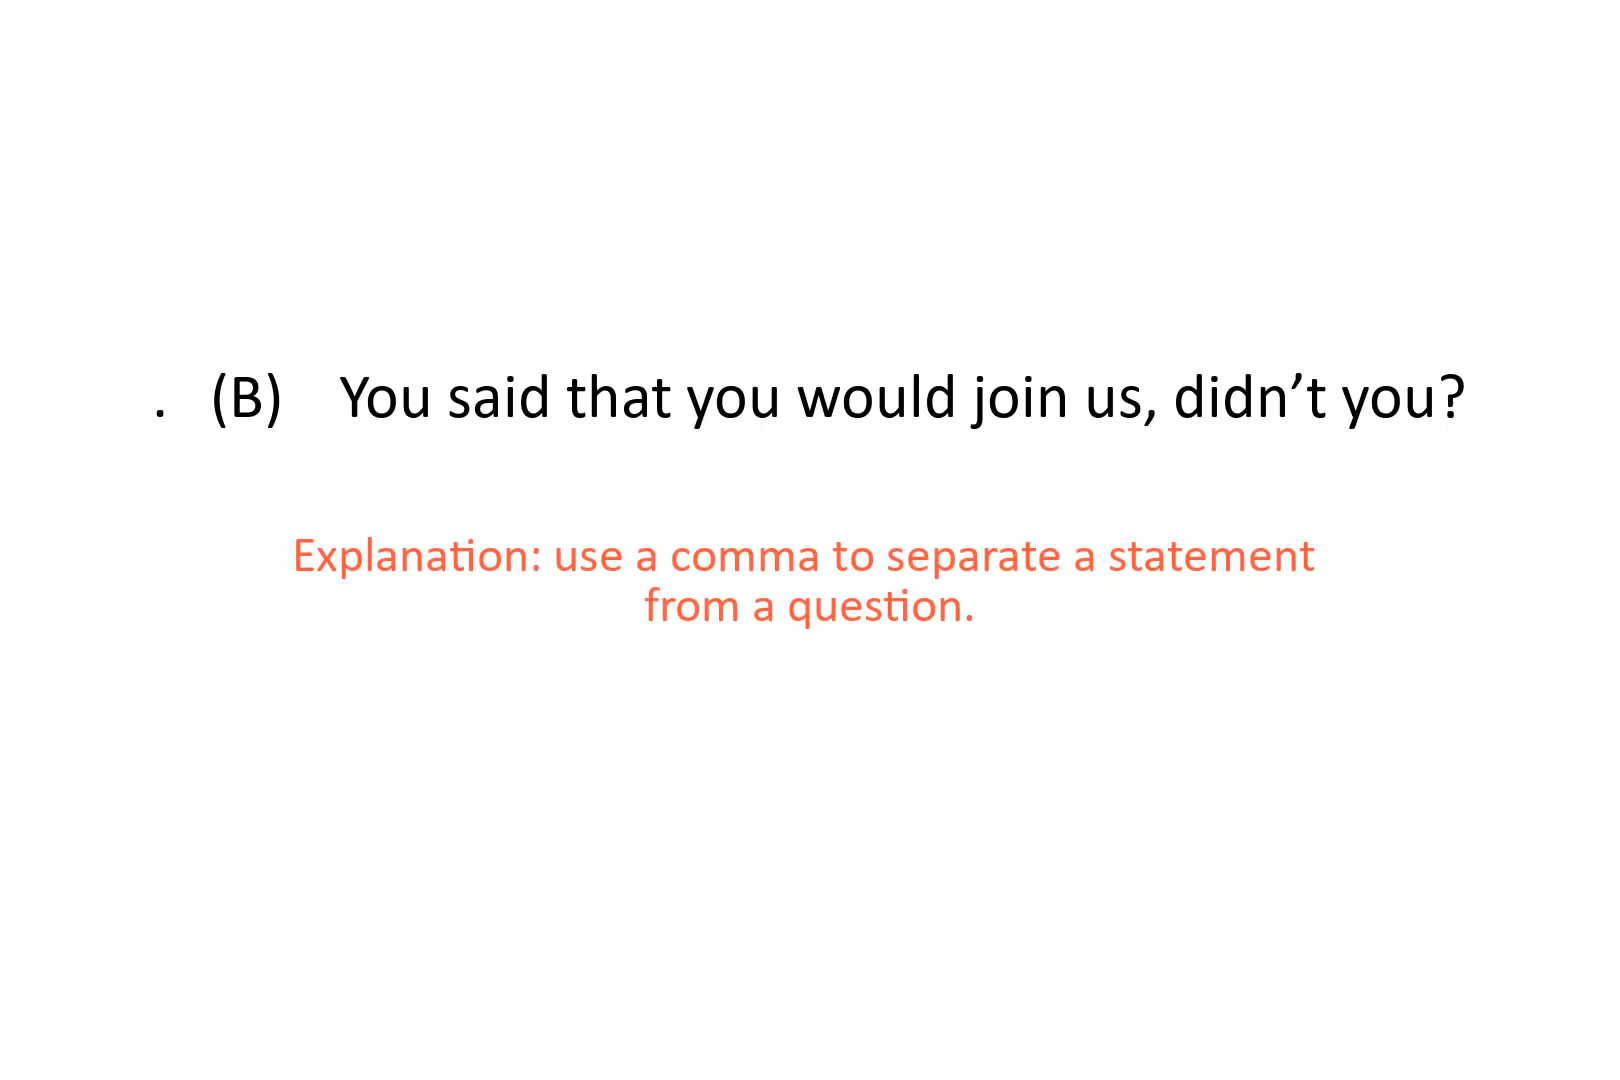 . (B) You said that you would join us, didn’t you?
Explanation: use a comma to separate a statement
from a question.